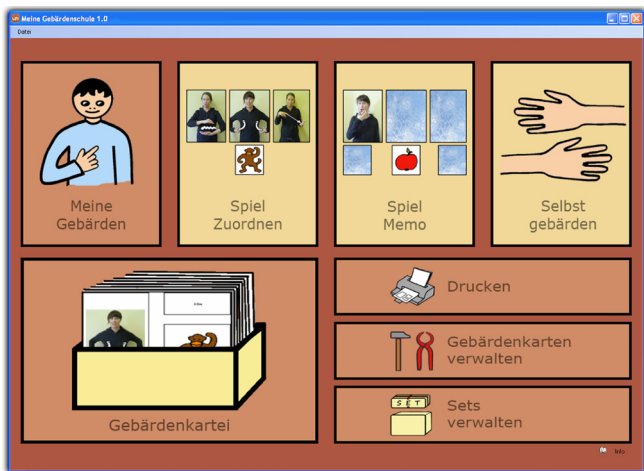 Meine Gebärdenschule 1.0
Datei
Meine
Gebärden
Spiel
Zuordnen
Spiel
Memo
Selbst
gebärden
Gebärdenkartei
Drucken
Gebärdenkarten
verwalten
SET
Sets
verwalten
Info